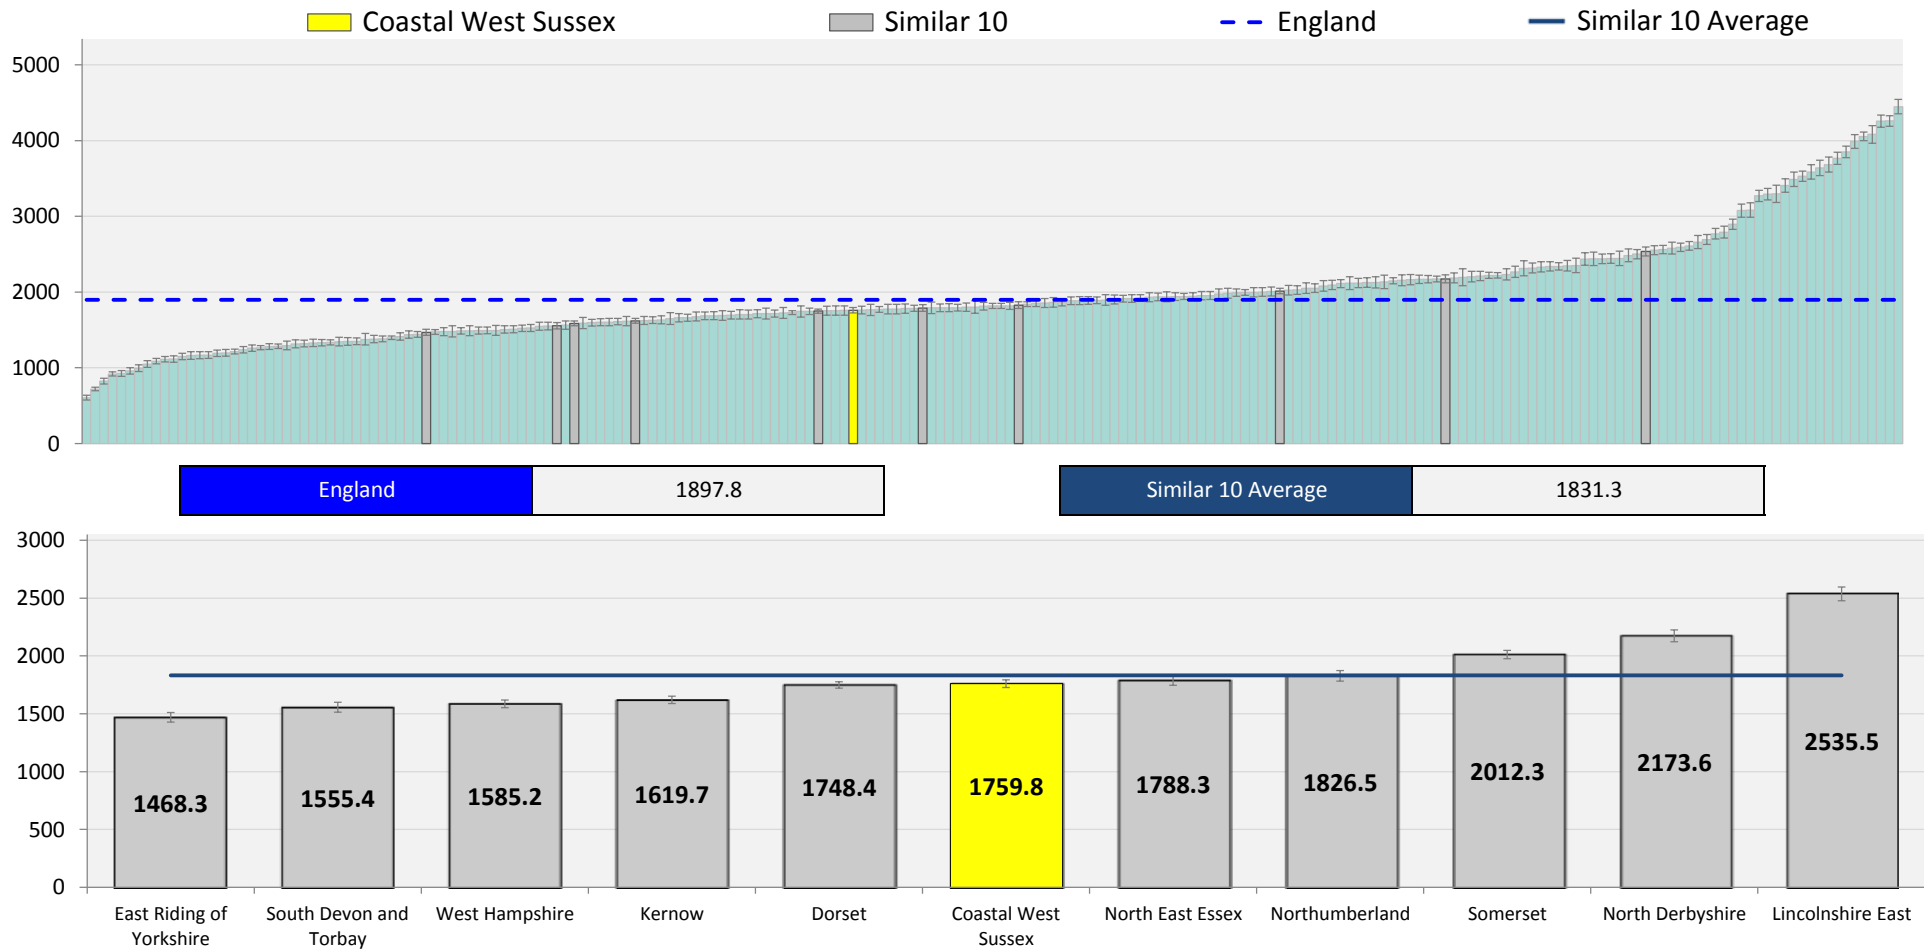 Coastal West Sussex Similar 10 England Similar 10 Average
5000
4000
3000
2000
1000
0
England 1897.8 Similar 10 Average 1831.3
3000
2500
2000
1500
1000
500
0
1468.3 1555.4 1585.2 1619.7 1748.4 1759.8 1788.3 1826.5 2012.3 2173.6 2535.5
East Riding of Yorkshire
South Devon and Torbay
West Hampshire
Kernow
Dorset
Coastal West Sussex
North East Essex
Northumberland
Somerset
North Derbyshire
Lincolnshire East